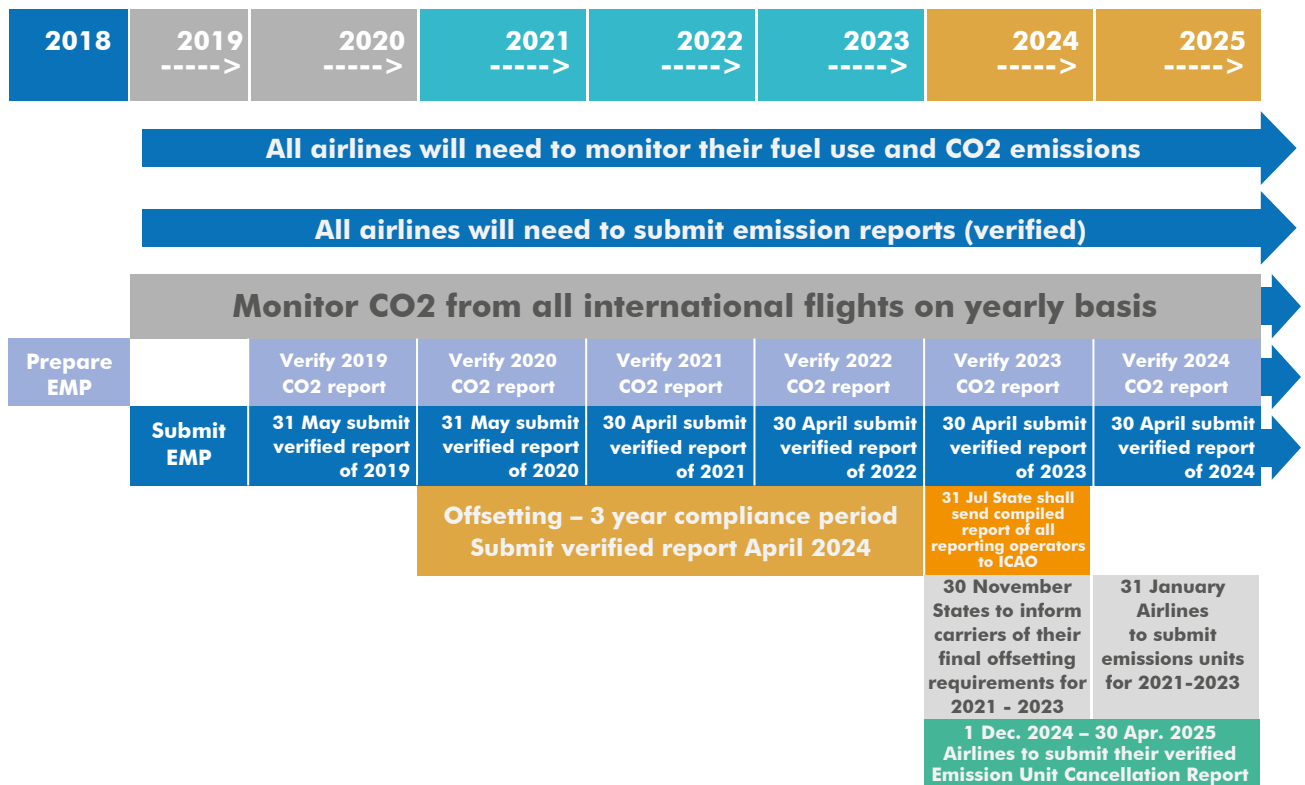 2018
2019
----->
2020
----->
2021
----->
2022
----->
2023
----->
2024
----->
2025
----->
All airlines will need to monitor their fuel use and CO2 emissions
All airlines will need to submit emission reports (verified)
Monitor CO2 from all international flights on yearly basis
Prepare
EMP
Verify 2019
CO2 report
Verify 2020
CO2 report
Verify 2021
CO2 report
Verify 2022
CO2 report
Verify 2023
CO2 report
Verify 2024
CO2 report
Submit
EMP
31 May submit
verified report
of 2019
31 May submit
verified report
of 2020
30 April submit
verified report
of 2021
30 April submit
verified report
of 2022
30 April submit
verified report
of 2023
30 April submit
verified report
of 2024
Offsetting – 3 year compliance period
Submit verified report April 2024
31 Jul State shall
send compiled
report of all
reporting operators
to ICAO
30 November
States to inform
carriers of their
final offsetting
requirements for
2021 - 2023
31 January
Airlines
to submit
emissions units
for 2021-2023
1 Dec. 2024 – 30 Apr. 2025
Airlines to submit their verified
Emission Unit Cancellation Report